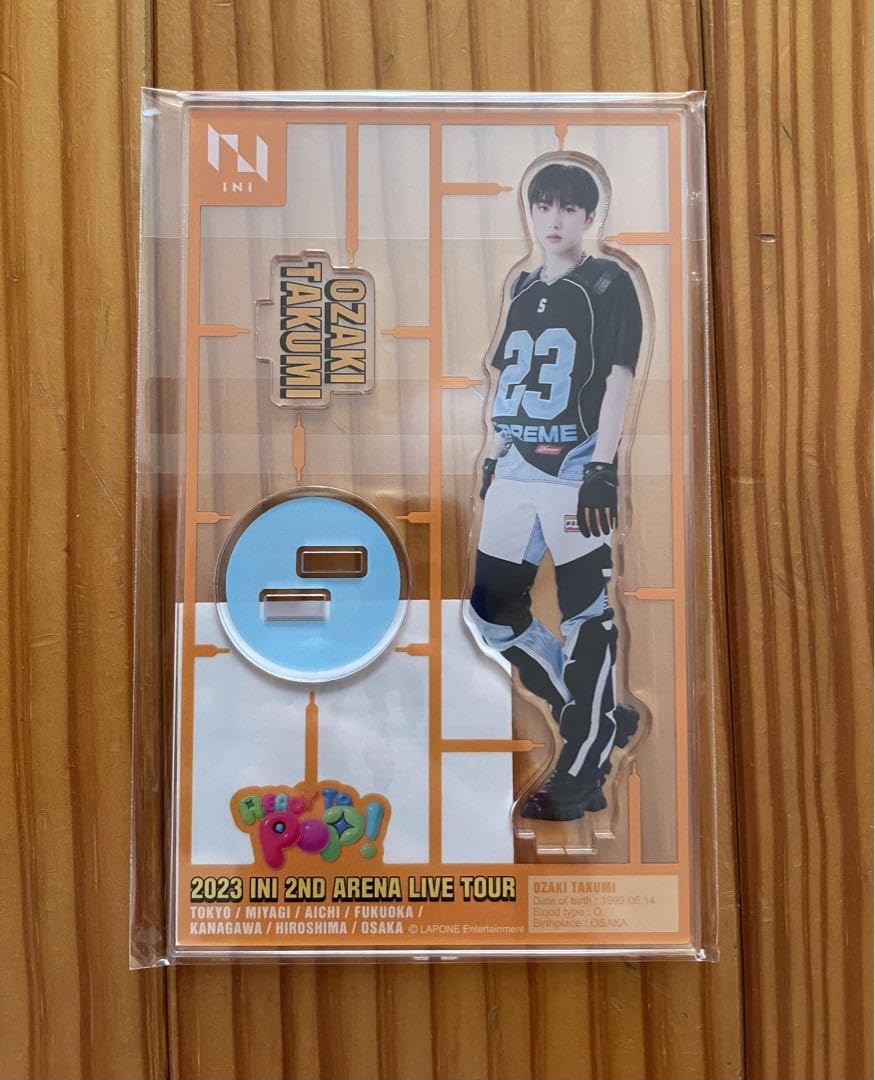 INI
OZAKI
TAKUMI
S
23
PREME
READY TO
POP!
2023 INI 2ND ARENA LIVE TOUR
TOKYO / MIYAGI / AICHI / FUKUOKA /
KANAGAWA / HIROSHIMA / OSAKA © LAPONE Entertainment
OZAKI TAKUMI
Date of birth : 1999.06.14
Blood type : O
Birthplace : OSAKA